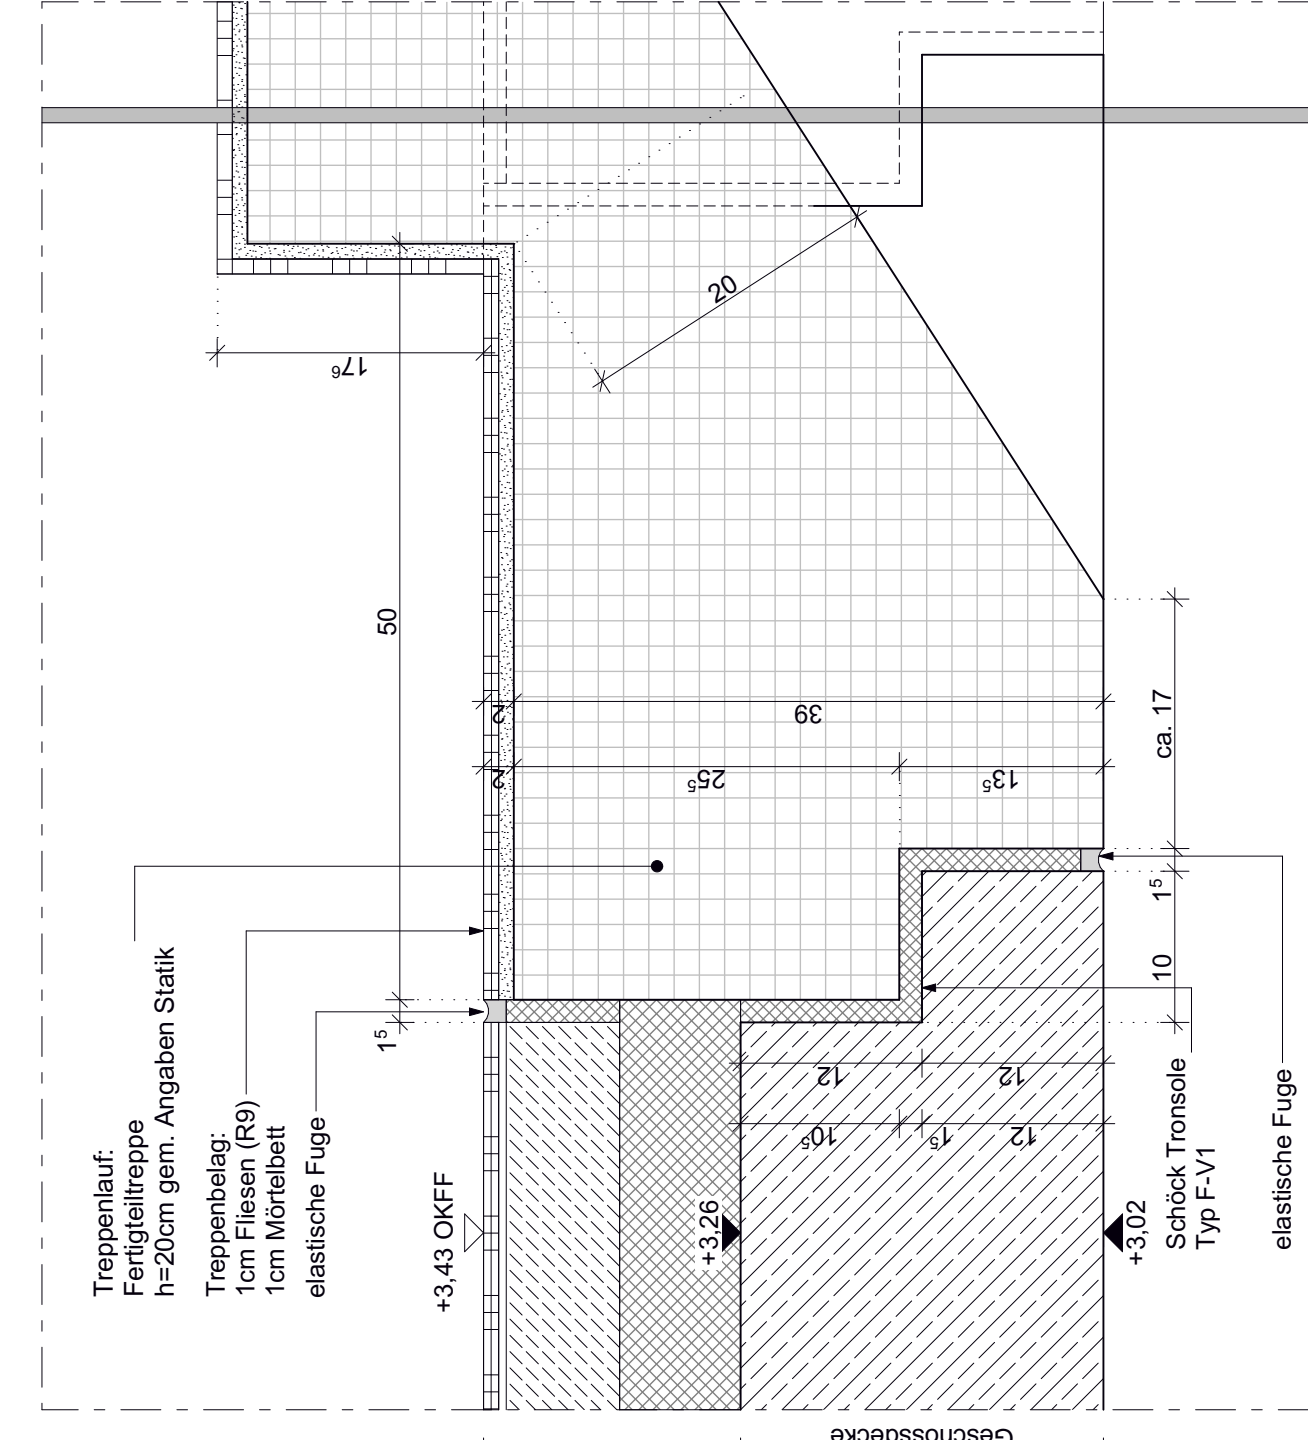 Treppenlauf:
Fertigteiltreppe
h=20cm gem. Angaben Statik
Treppenbelag:
1cm Fliesen (R9)
1cm Mörtelbett
elastische Fuge
+3,43 OKFF
+3,26
+3,02
Schöck Tronsole
Typ F-V1
elastische Fuge
17⁶
50
1⁵
20
2
39
2
25⁵
13⁵
ca. 17
1⁵
10
12
12
10⁵
1⁵
12
Geschossdecke